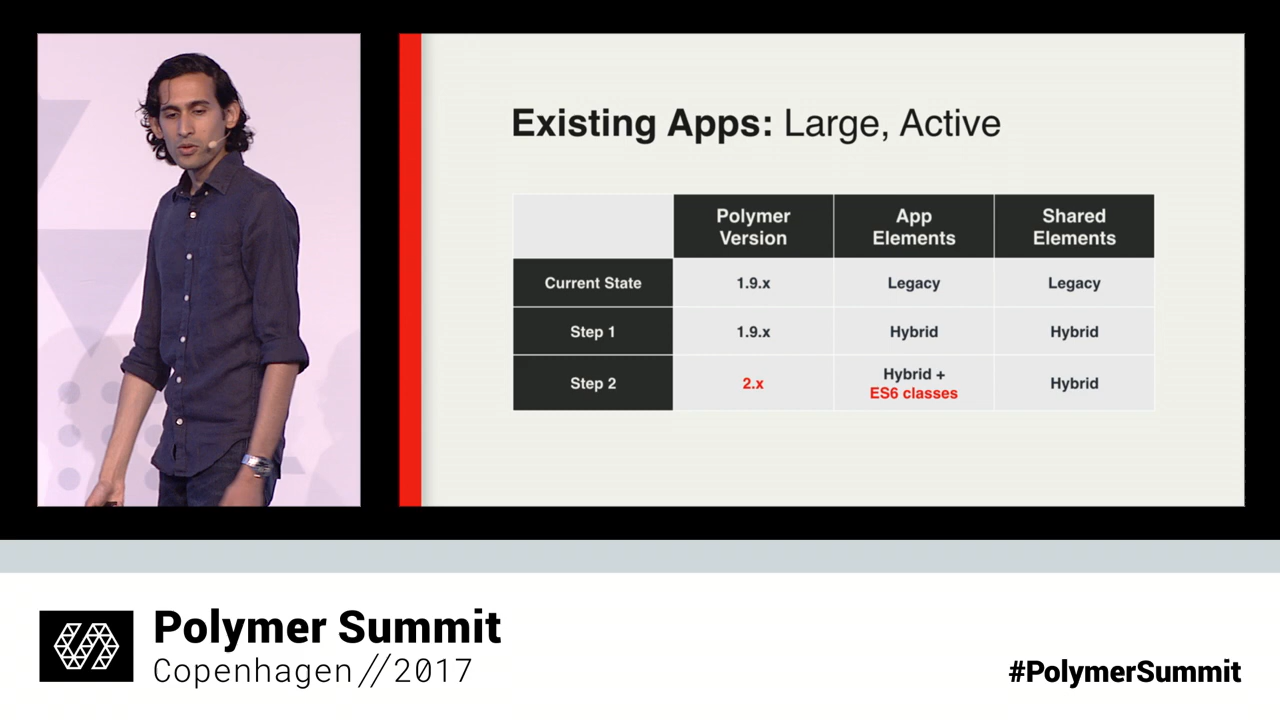 Existing Apps: Large, Active
Polymer
Version
App
Elements
Shared
Elements
Current State
1.9.x
Legacy
Legacy
Step 1
1.9.x
Hybrid
Hybrid
Step 2
2.x
Hybrid +
ES6 classes
Hybrid
Polymer Summit
Copenhagen//2017
#PolymerSummit